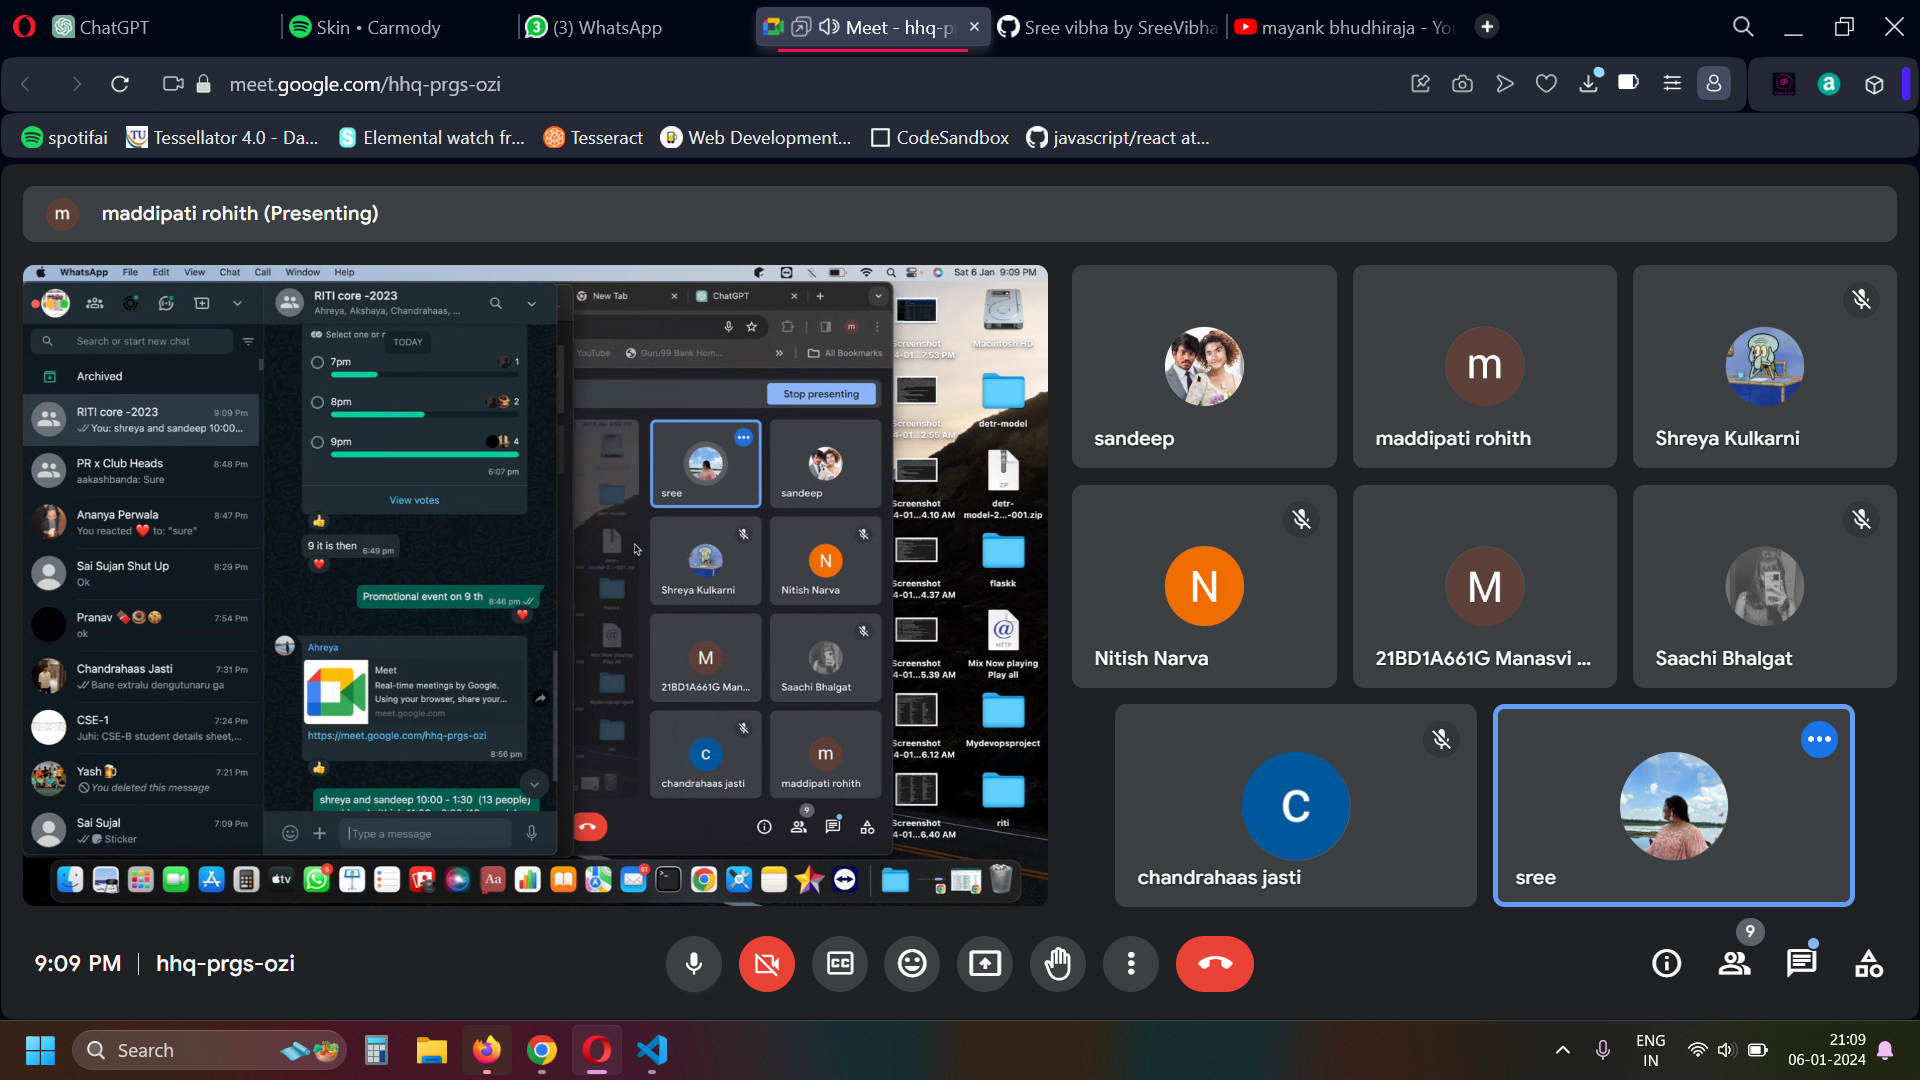 ChatGPT
Skin • Carmody
(3) WhatsApp
Meet - hhq-p
Sree vibha by SreeVibha
mayank bhudhiraja - You
meet.google.com/hhq-prgs-ozi
spotifai
Tessellator 4.0 - Da...
Elemental watch fr...
Tesseract
Web Development...
CodeSandbox
javascript/react at...
m
maddipati rohith (Presenting)
WhatsApp File Edit View Chat Call Window Help
Sat 6 Jan 9:09 PM
Search or start new chat
Archived
RITI core -2023
9:09 Pm
You: shreya and sandeep 10:00...
PR x Club Heads
8:48 Pm
aakashbanda: Sure
Ananya Perwala
8:47 Pm
You reacted ❤️ to: "sure"
Sai Sujan Shut Up
8:29 Pm
Ok
Pranav 🍫🍩🍪
7:54 Pm
ok
Chandrahaas Jasti
7:31 Pm
Bane extralu dengutunaru ga
CSE-1
7:24 Pm
Juhi: CSE-B student details sheet,...
Yash 🍺
7:21 Pm
You deleted this message
Sai Sujal
7:09 Pm
Sticker
RITI core -2023
Ahreya, Akshaya, Chandrahaas, ...
Select one or
TODAY
7pm
1
8pm
2
9pm
4
6:07 pm
View votes
👍
9 it is then 6:49 pm
❤️
Promotional event on 9 th 8:46 pm
❤️
Ahreya
Meet
Real-time meetings by Google.
Using your browser, share your...
meet.google.com
https://meet.google.com/hhq-prgs-ozi
8:56 pm
👍
shreya and sandeep 10:00 - 1:30 (13 people)
Type a message
New Tab
ChatGPT
m
YouTube
Guru99 Bank Hom...
All Bookmarks
Stop presenting
sree
sandeep
Shreya Kulkarni
N
Nitish Narva
M
21BD1A661G Man...
Saachi Bhalgat
c
chandrahaas jasti
m
maddipati rohith
9
Screenshot
4-01...7.53 PM
Macintosh HD
4-01...2.55 AM
detr-model
Screenshot
4-01...4.10 AM
ZIP
detr-
model-2...-001.zip
Screenshot
4-01...4.37 AM
flaskk
Screenshot
4-01...5.39 AM
HTTP
Mix Now playing
Play all
Screenshot
4-01...6.12 AM
Mydevopsproject
Screenshot
4-01...6.40 AM
riti
tv
Aa
sandeep
m
maddipati rohith
Shreya Kulkarni
N
Nitish Narva
M
21BD1A661G Manasvi ...
Saachi Bhalgat
c
chandrahaas jasti
sree
9:09 PM | hhq-prgs-ozi
CC
9
Search
ENG
IN
21:09
06-01-2024